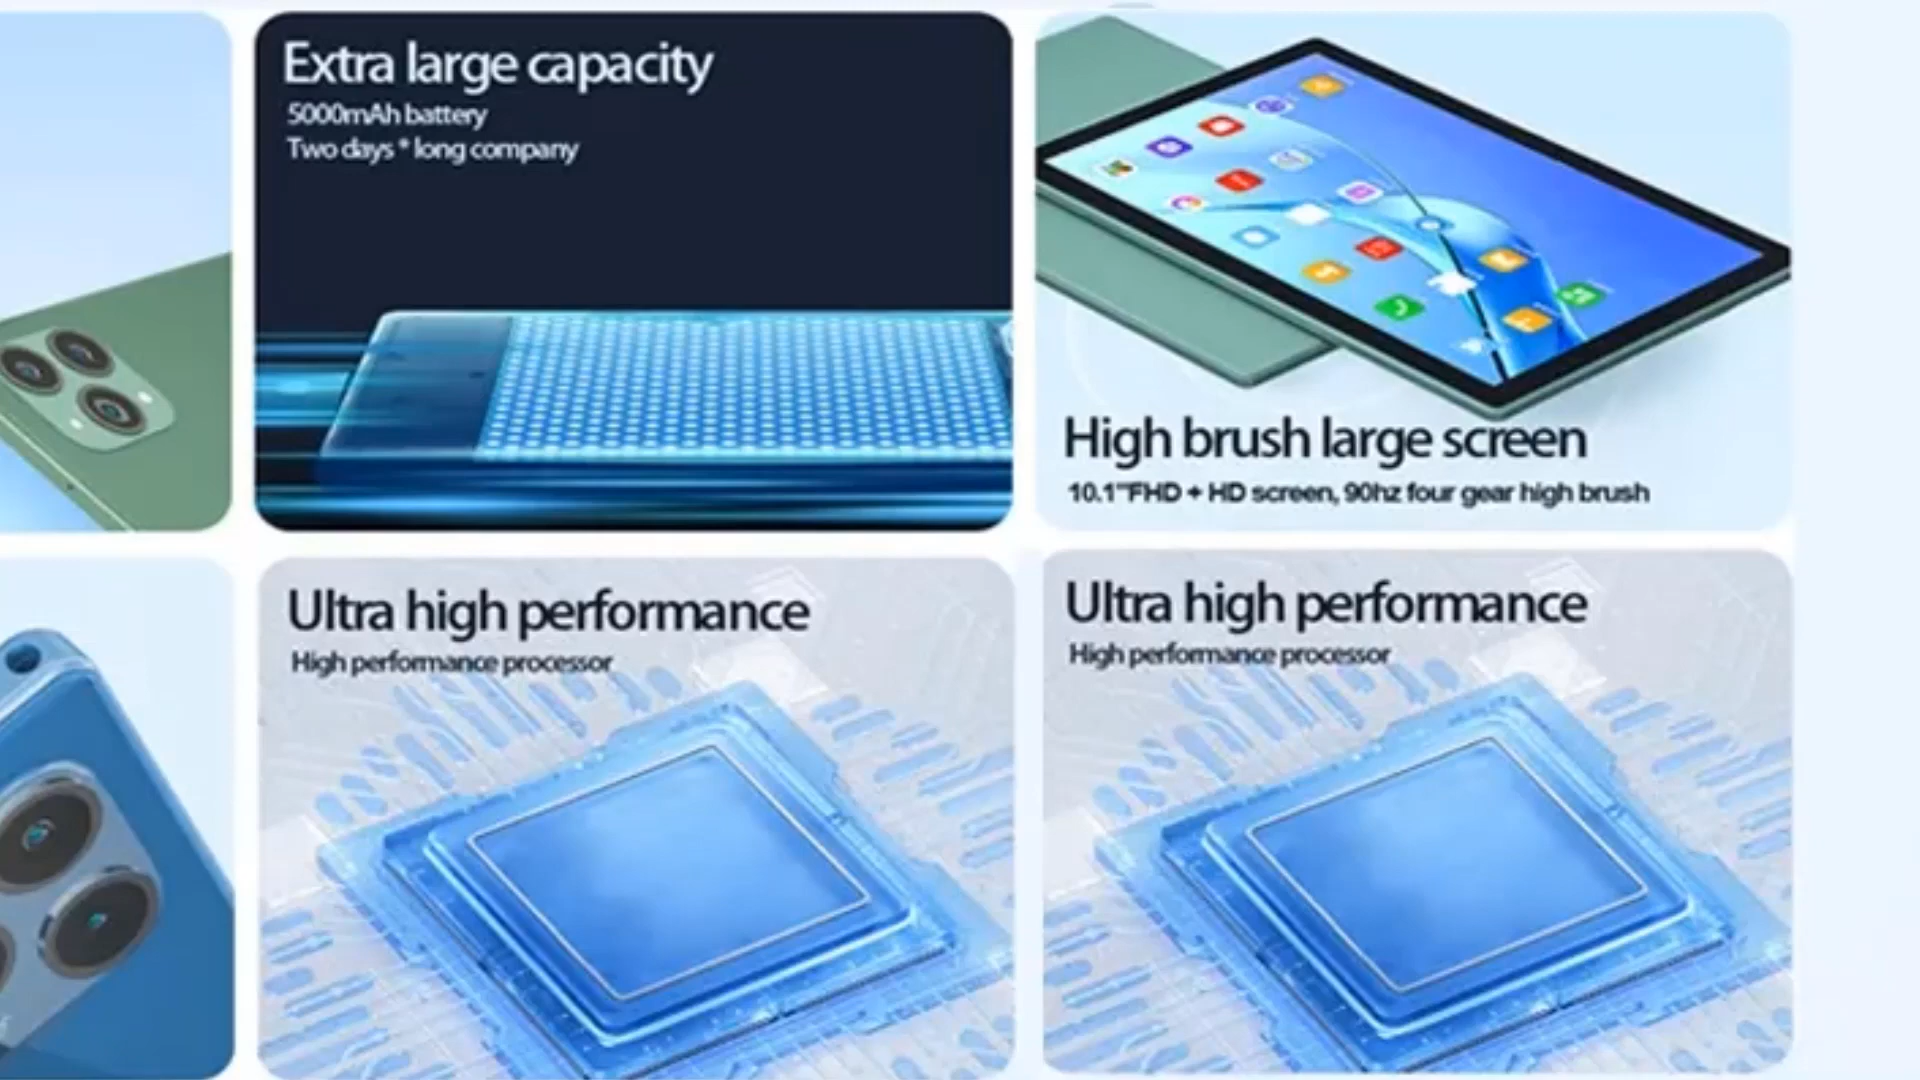 Extra large capacity
5000mAh battery
Two days * long company
High brush large screen
10.1"FHD + HD screen, 90hz four gear high brush
Ultra high performance
High performance processor
Ultra high performance
High performance processor